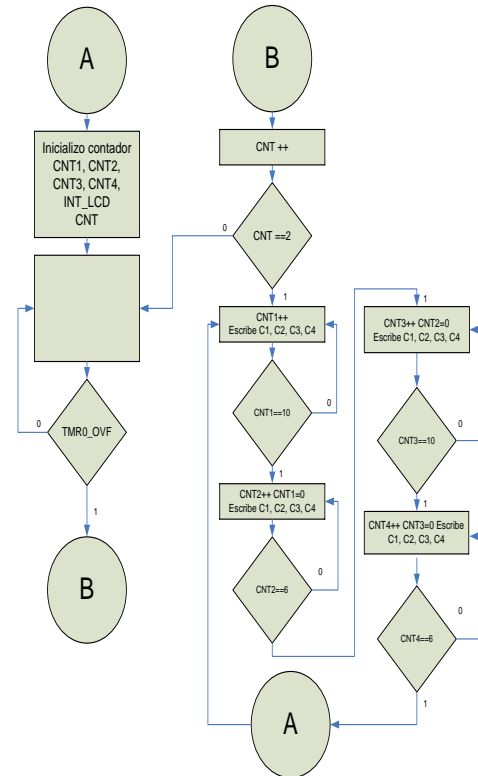 A
Inicializo contador
CNT1, CNT2,
CNT3, CNT4,
INT_LCD
CNT
TMR0_OVF
0
1
B
B
CNT ++
CNT ==2
0
1
CNT1++
Escribe C1, C2, C3, C4
CNT1==10
0
1
CNT2++ CNT1=0
Escribe C1, C2, C3, C4
CNT2==6
0
1
CNT3++ CNT2=0
Escribe C1, C2, C3, C4
CNT3==10
0
1
CNT4++ CNT3=0 Escribe
C1, C2, C3, C4
CNT4==6
0
1
A